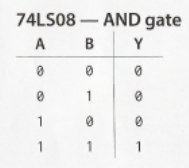 74LS08 — AND gate
A B Y
0 0 0
0 1 0
1 0 0
1 1 1